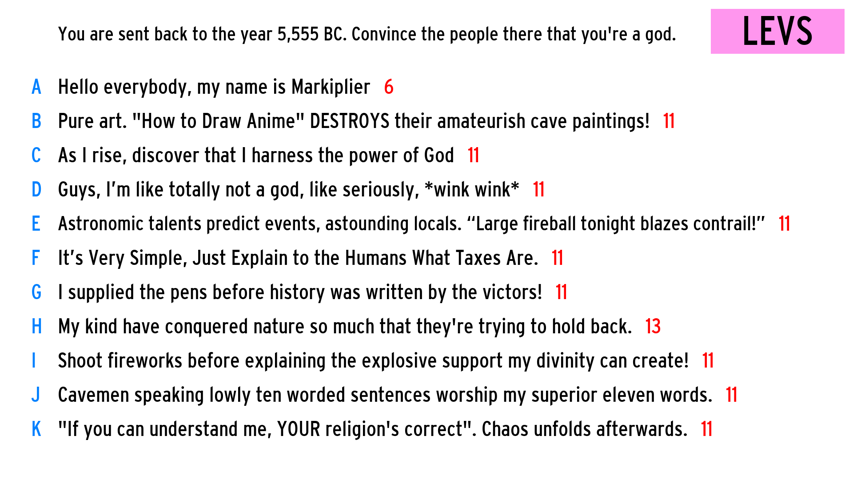 You are sent back to the year 5,555 BC. Convince the people there that you're a god.
LEVS
A Hello everybody, my name is Markiplier 6
B Pure art. "How to Draw Anime" DESTROYS their amateurish cave paintings! 11
C As I rise, discover that I harness the power of God 11
D Guys, I’m like totally not a god, like seriously, *wink wink* 11
E Astronomic talents predict events, astounding locals. “Large fireball tonight blazes contrail!” 11
F It’s Very Simple, Just Explain to the Humans What Taxes Are. 11
G I supplied the pens before history was written by the victors! 11
H My kind have conquered nature so much that they're trying to hold back. 13
I Shoot fireworks before explaining the explosive support my divinity can create! 11
J Cavemen speaking lowly ten worded sentences worship my superior eleven words. 11
K "If you can understand me, YOUR religion's correct". Chaos unfolds afterwards. 11